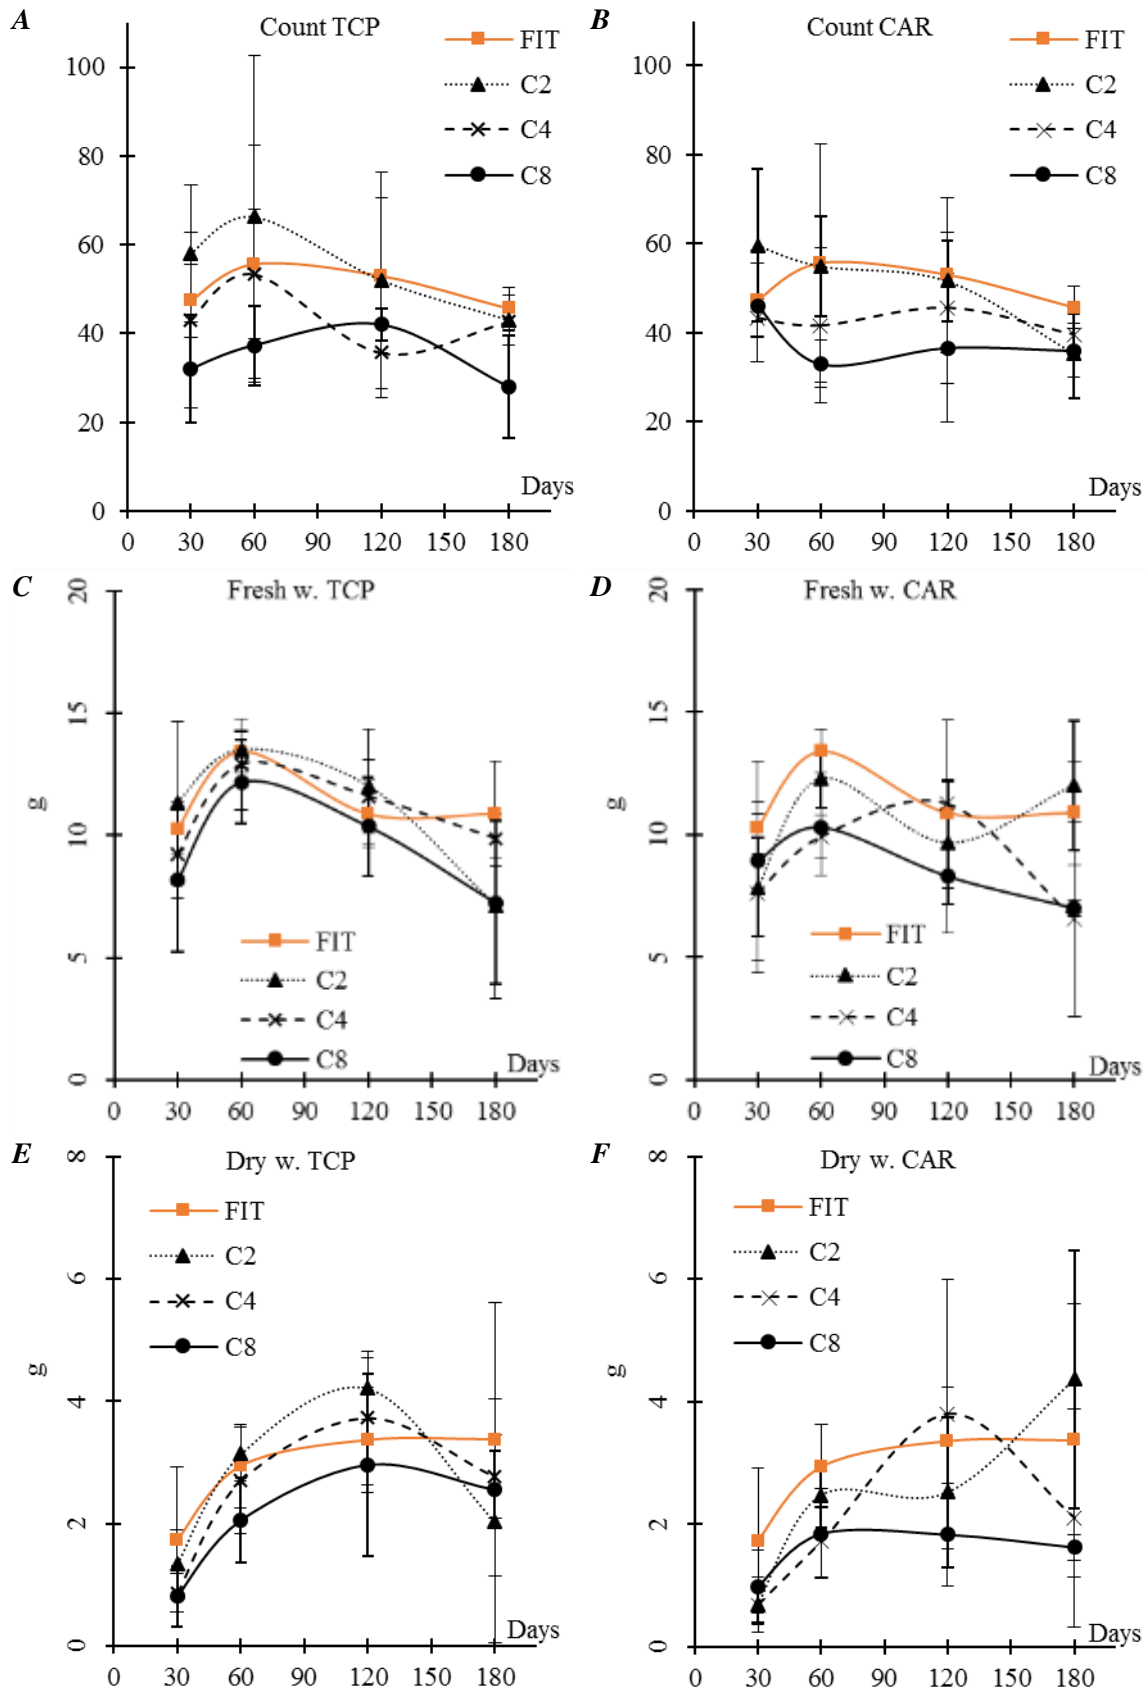 A
Count TCP
FIT
C2
C4
C8
100
80
60
40
20
0
Days
0 30 60 90 120 150 180
B
Count CAR
FIT
C2
C4
C8
100
80
60
40
20
0
Days
0 30 60 90 120 150 180
C
Fresh w. TCP
20
15
10
5
0
g
FIT
C2
C4
C8
Days
0 30 60 90 120 150 180
D
Fresh w. CAR
20
15
10
5
0
g
FIT
C2
C4
C8
Days
0 30 60 90 120 150 180
E
Dry w. TCP
8
6
4
2
0
g
FIT
C2
C4
C8
Days
0 30 60 90 120 150 180
F
Dry w. CAR
8
6
4
2
0
g
FIT
C2
C4
C8
Days
0 30 60 90 120 150 180